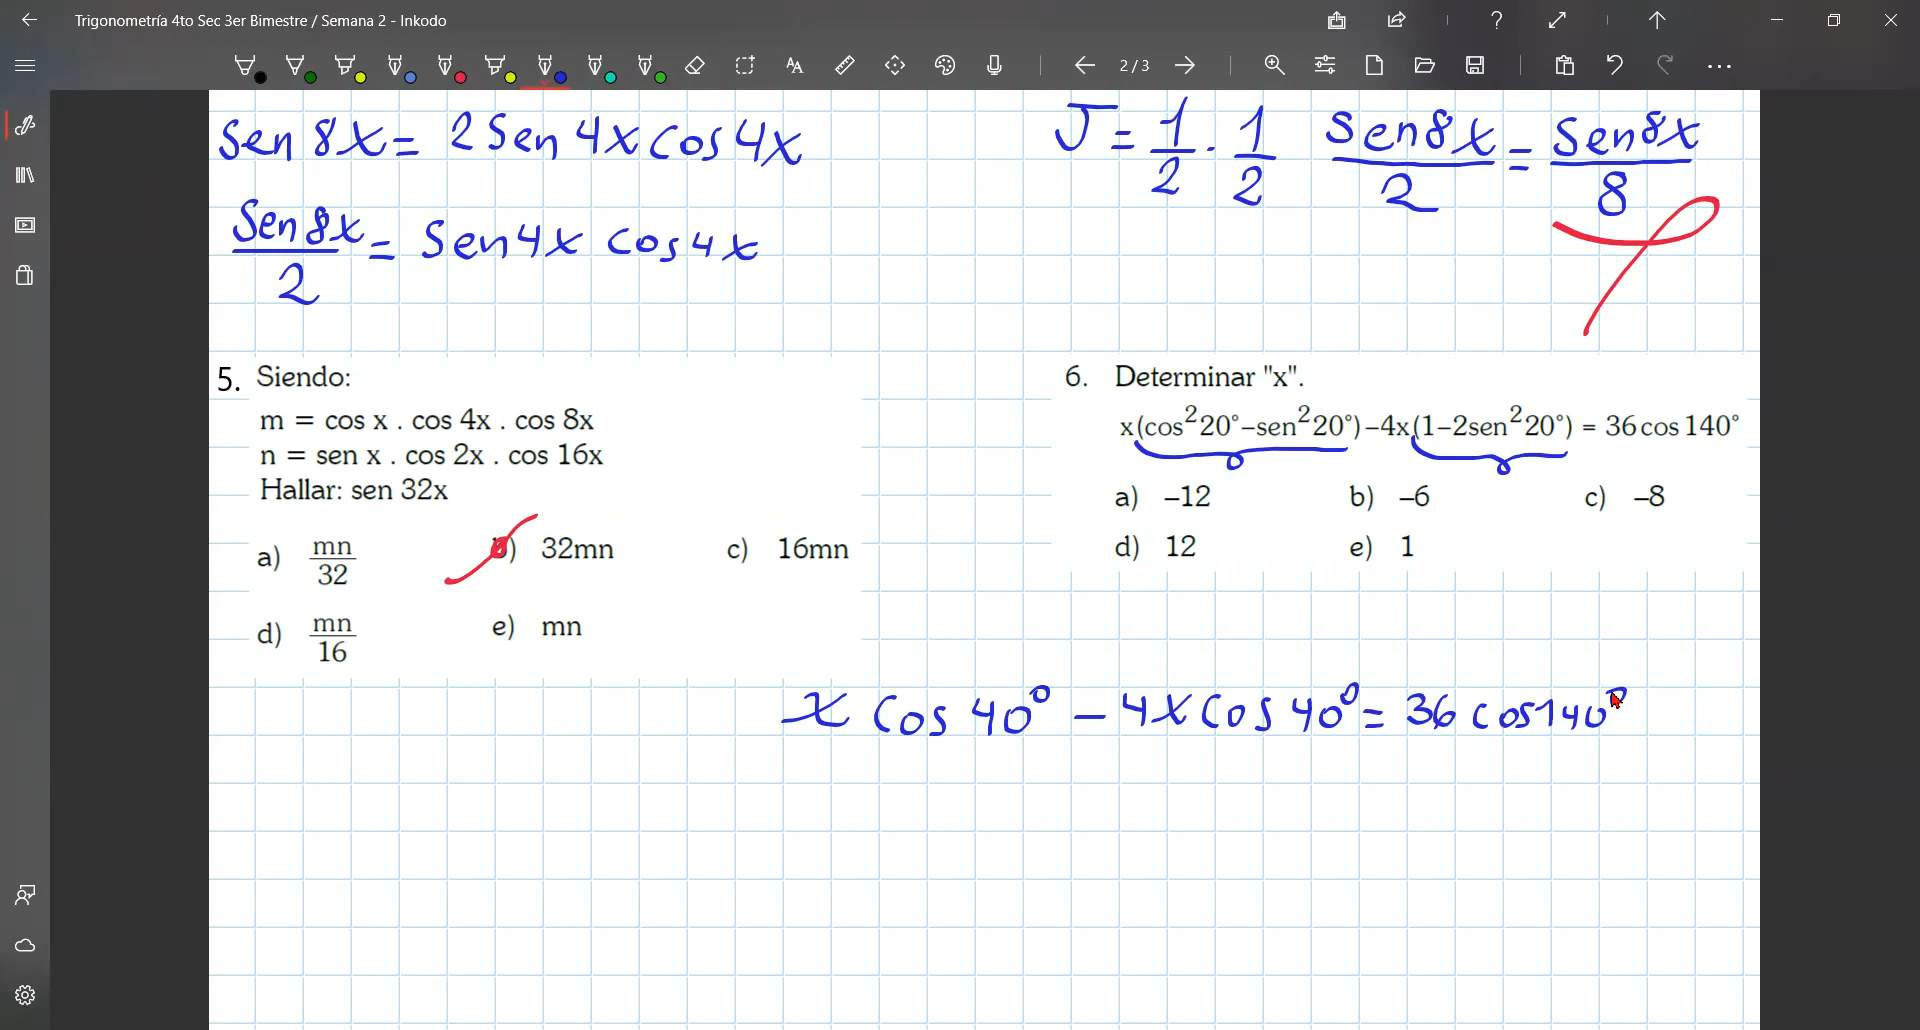 Trigonometría 4to Sec 3er Bimestre / Semana 2 - Inkodo
2 / 3
Sen 8x = 2 Sen 4x Cos 4x
J = 1/2 . 1/2 Sen8x/2 = Sen8x/8
Sen 8x/2 = Sen4x Cos4x
5. Siendo:
m = cos x . cos 4x . cos 8x
n = sen x . cos 2x . cos 16x
Hallar: sen 32x
a) mn/32 b) 32mn c) 16mn
d) mn/16 e) mn
6. Determinar "x".
x(cos²20°–sen²20°)–4x(1–2sen²20°) = 36 cos 140°
a) –12 b) –6 c) –8
d) 12 e) 1
x Cos 40° – 4x Cos 40° = 36 cos 140°